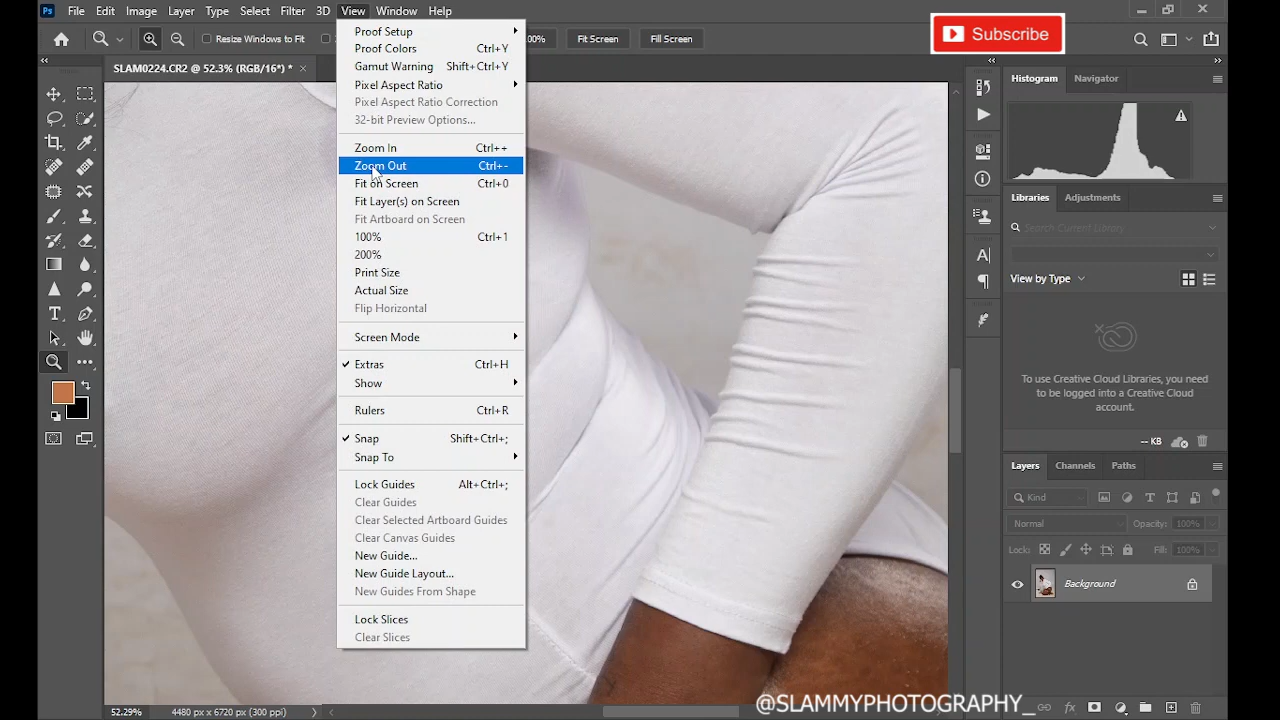 Ps File Edit Image Layer Type Select Filter 3D View Window Help
Subscribe
Resize Windows to Fit
Fit Screen Fill Screen
SLAM0224.CR2 @ 52.3% (RGB/16*) *
Proof Setup
Proof Colors Ctrl+Y
Gamut Warning Shift+Ctrl+Y
Pixel Aspect Ratio
Pixel Aspect Ratio Correction
32-bit Preview Options...
Zoom In Ctrl++
Zoom Out Ctrl+-
Fit on Screen Ctrl+0
Fit Layer(s) on Screen
Fit Artboard on Screen
100% Ctrl+1
200%
Print Size
Actual Size
Flip Horizontal
Screen Mode
Extras Ctrl+H
Show
Rulers Ctrl+R
Snap Shift+Ctrl+;
Snap To
Lock Guides Alt+Ctrl+;
Clear Guides
Clear Selected Artboard Guides
Clear Canvas Guides
New Guide...
New Guide Layout...
New Guides From Shape
Lock Slices
Clear Slices
Histogram Navigator
Libraries Adjustments
Search Current Library
View by Type
To use Creative Cloud Libraries, you
need to be logged into a Creative Cloud
account.
-- KB
Layers Channels Paths
Kind
Normal Opacity: 100%
Lock: Fill: 100%
Background
52.29% 4480 px x 6720 px (300 ppi)
@SLAMMYPHOTOGRAPHY_